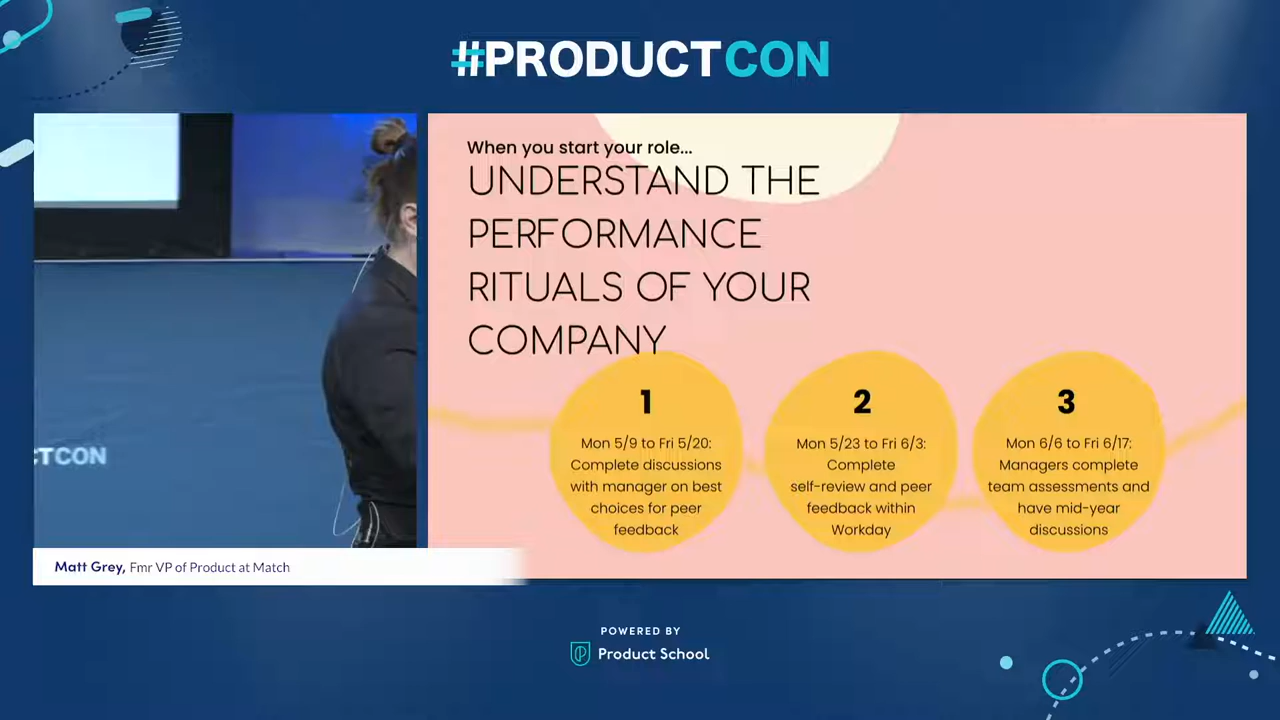 #PRODUCTCON
When you start your role...
UNDERSTAND THE
PERFORMANCE
RITUALS OF YOUR
COMPANY
1
Mon 5/9 to Fri 5/20:
Complete discussions
with manager on best
choices for peer
feedback
2
Mon 5/23 to Fri 6/3:
Complete
self-review and peer
feedback within
Workday
3
Mon 6/6 to Fri 6/17:
Managers complete
team assessments and
have mid-year
discussions
CTCON
Matt Grey, Fmr VP of Product at Match
POWERED BY
Product School